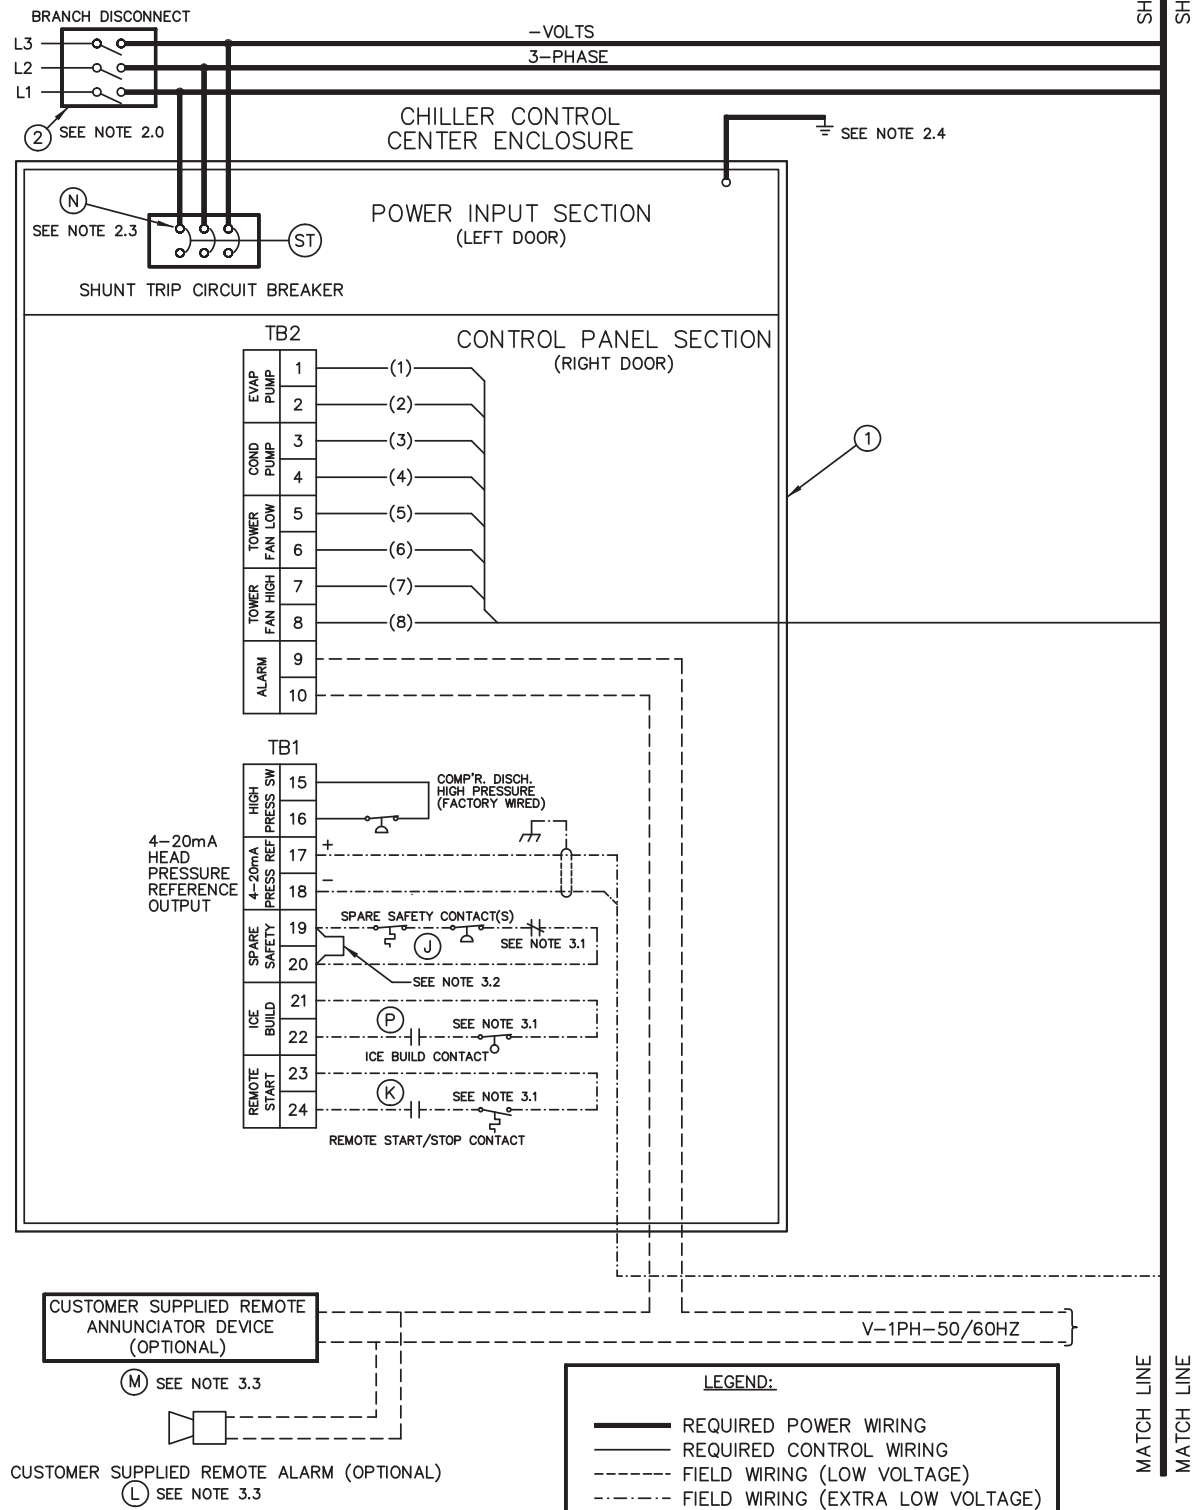 BRANCH DISCONNECT
SH
SH
L3
–VOLTS
L2
3–PHASE
L1
2
SEE NOTE 2.0
CHILLER CONTROL
CENTER ENCLOSURE
SEE NOTE 2.4
N
SEE NOTE 2.3
ST
POWER INPUT SECTION
(LEFT DOOR)
SHUNT TRIP CIRCUIT BREAKER
TB2
CONTROL PANEL SECTION
(RIGHT DOOR)
EVAP
PUMP
1
(1)
2
(2)
COND
PUMP
3
(3)
4
(4)
1
TOWER
FAN LOW
5
(5)
6
(6)
TOWER
FAN HIGH
7
(7)
8
(8)
ALARM
9
10
TB1
HIGH
PRESS SW
15
16
COMP'R. DISCH.
HIGH PRESSURE
(FACTORY WIRED)
4–20mA
HEAD
PRESSURE
REFERENCE
OUTPUT
4–20mA
PRESS REF
17
+
18
–
SPARE
SAFETY
19
20
SPARE SAFETY CONTACT(S)
J
SEE NOTE 3.1
SEE NOTE 3.2
ICE
BUILD
21
22
P
SEE NOTE 3.1
ICE BUILD CONTACT
REMOTE
START
23
24
K
SEE NOTE 3.1
REMOTE START/STOP CONTACT
CUSTOMER SUPPLIED REMOTE
ANNUNCIATOR DEVICE
(OPTIONAL)
V–1PH–50/60HZ
M
SEE NOTE 3.3
CUSTOMER SUPPLIED REMOTE ALARM (OPTIONAL)
L
SEE NOTE 3.3
LEGEND:
REQUIRED POWER WIRING
REQUIRED CONTROL WIRING
FIELD WIRING (LOW VOLTAGE)
FIELD WIRING (EXTRA LOW VOLTAGE)
MATCH LINE
MATCH LINE